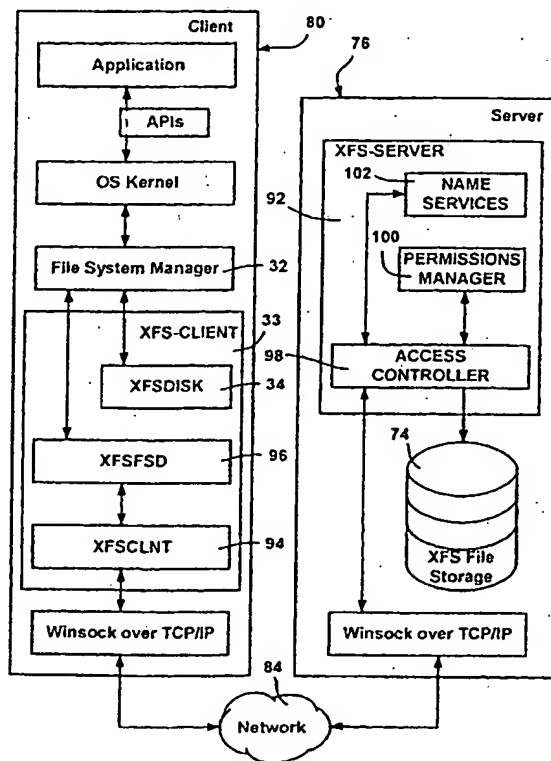 Client
80
Application
APIs
OS Kernel
File System Manager
32
XFS-CLIENT
33
XFSDISK
34
XFSFSD
96
XFSCLNT
94
Winsock over TCP/IP
76
Server
XFS-SERVER
92
102
NAME
SERVICES
100
PERMISSIONS
MANAGER
98
ACCESS
CONTROLLER
74
XFS File
Storage
Winsock over TCP/IP
84
Network